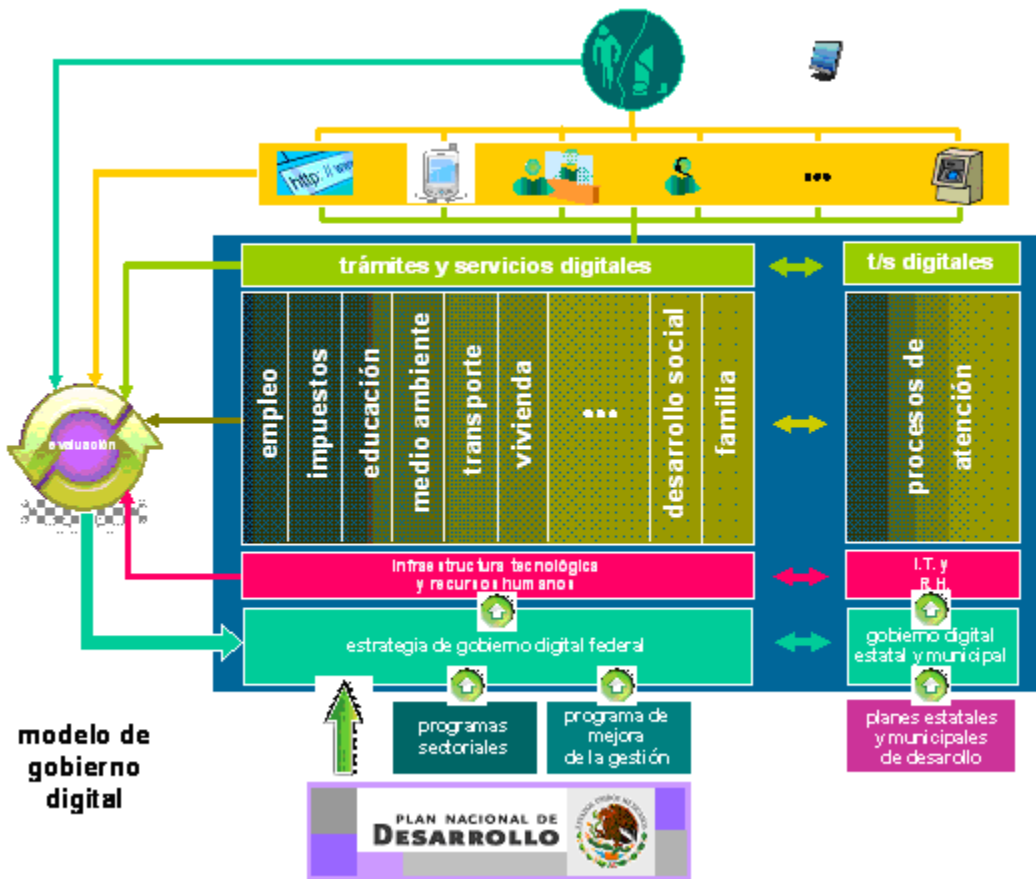 http: // ww
...
trámites y servicios digitales
t/s digitales
empleo
impuestos
educación
medio ambiente
transporte
vivienda
...
desarrollo social
familia
procesos de
atención
evaluación
infraestructura tecnológica
y recursos humanos
I.T. y
R.H.
estrategia de gobierno digital federal
gobierno digital
estatal y municipal
programas
sectoriales
programa de
mejora
de la gestión
planes estatales
y municipales
de desarollo
modelo de
gobierno
digital
PLAN NACIONAL DE
DESARROLLO